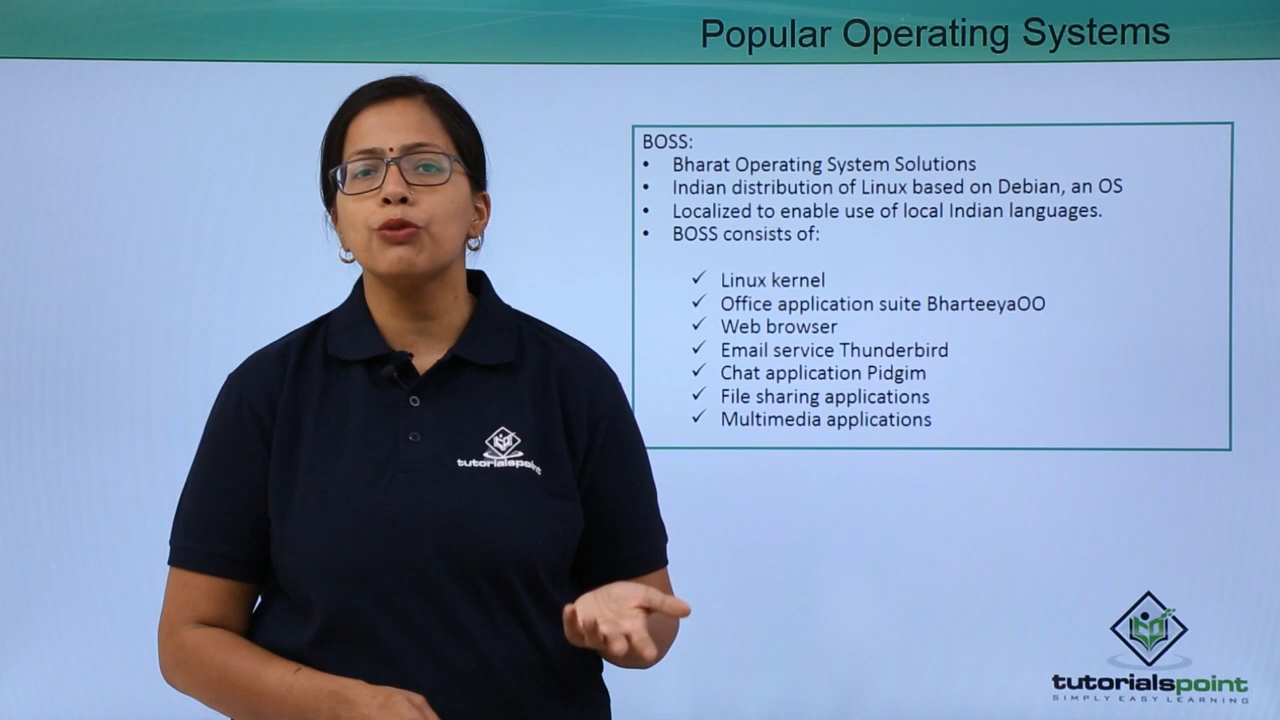 Popular Operating Systems
BOSS:
• Bharat Operating System Solutions
• Indian distribution of Linux based on Debian, an OS
• Localized to enable use of local Indian languages.
• BOSS consists of:
✓ Linux kernel
✓ Office application suite BharteeyaOO
✓ Web browser
✓ Email service Thunderbird
✓ Chat application Pidgim
✓ File sharing applications
✓ Multimedia applications
tutorialspoint
tutorialspoint
SIMPLY EASY LEARNING